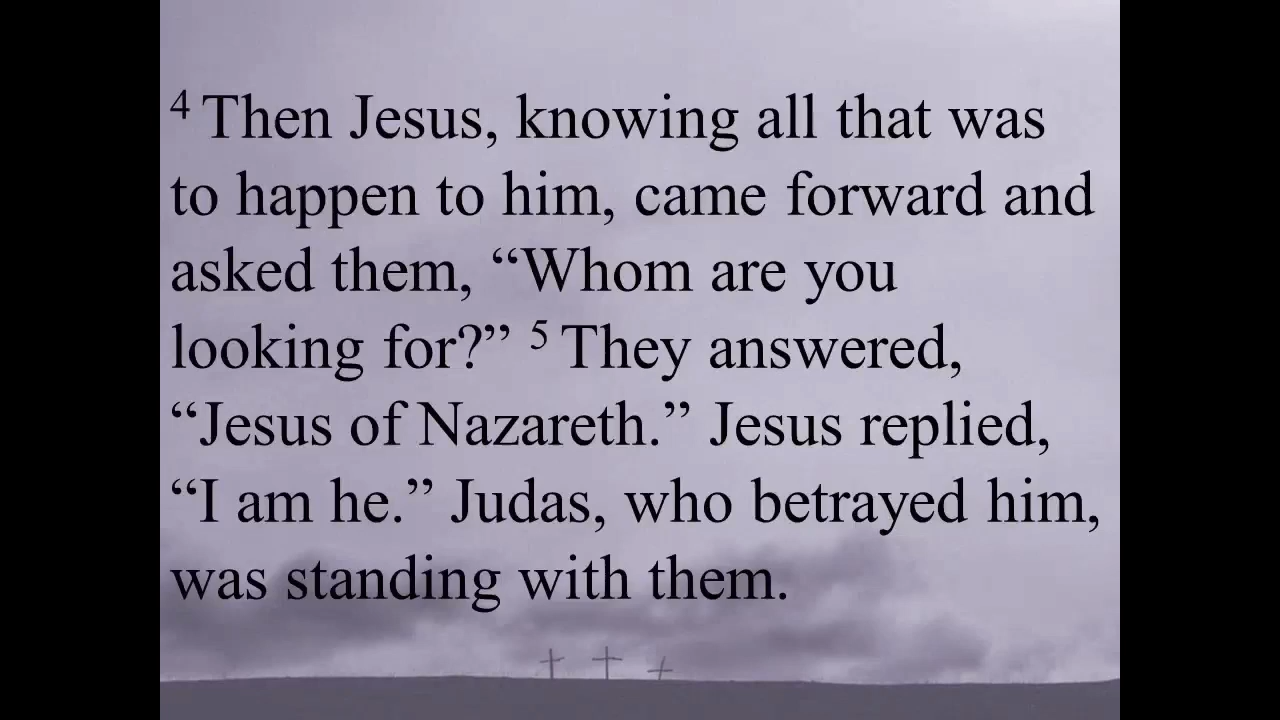 4 Then Jesus, knowing all that was
to happen to him, came forward and
asked them, “Whom are you
looking for?” 5 They answered,
“Jesus of Nazareth.” Jesus replied,
“I am he.” Judas, who betrayed him,
was standing with them.